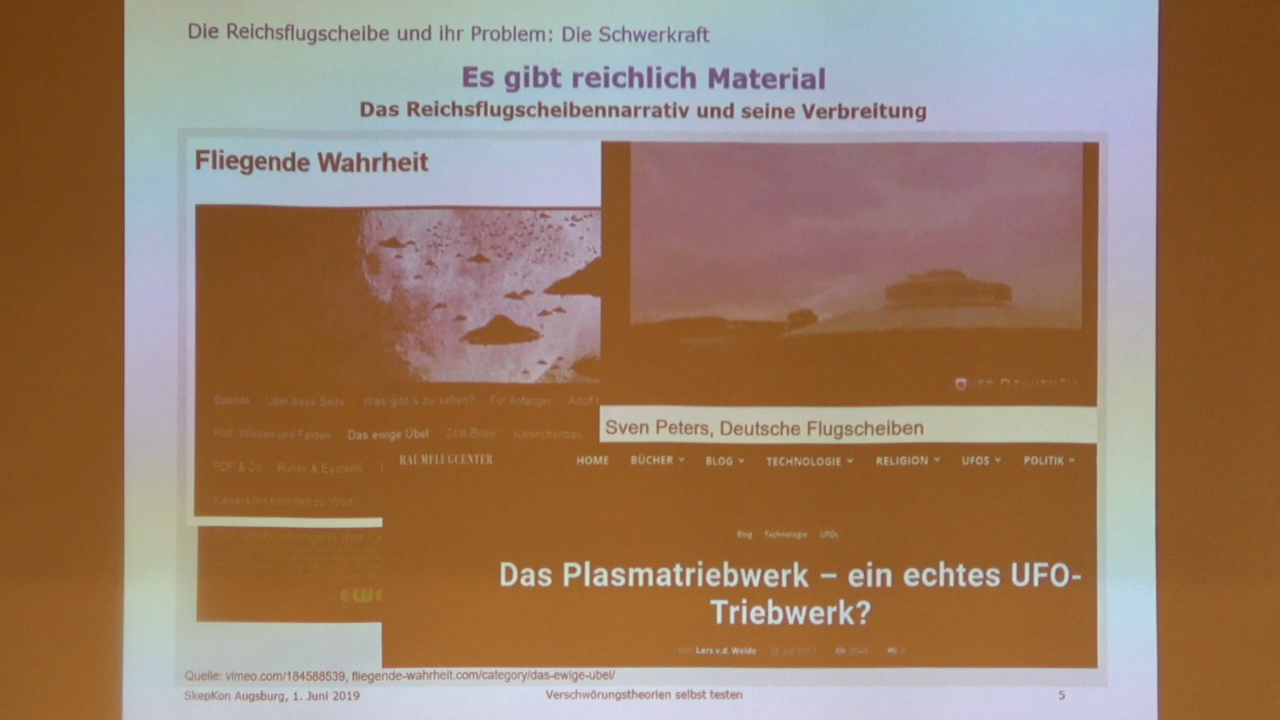 Die Reichsflugscheibe und ihr Problem: Die Schwerkraft
Es gibt reichlich Material
Das Reichsflugscheibennarrativ und seine Verbreitung
Fliegende Wahrheit
Spende Über diese Seite Was gibt's zu sehen? Für Anfänger
Hist. Wissen und Fakten Das ewige Übel Zitat Bilder Kaninchenbau
PDF & Co. Runen & Esoterik
Kameraden kommen zu Wort
Sven Peters, Deutsche Flugscheiben
RAUMFLUGCENTER HOME BÜCHER BLOG TECHNOLOGIE RELIGION UFOS POLITIK
Blog Technologie UFOs
Das Plasmatriebwerk – ein echtes UFO-
Triebwerk?
Von Lars v.d. Weide
Quelle: vimeo.com/184588539, fliegende-wahrheit.com/category/das-ewige-ubel/
SkepKon Augsburg, 1. Juni 2019 Verschwörungstheorien selbst testen 5